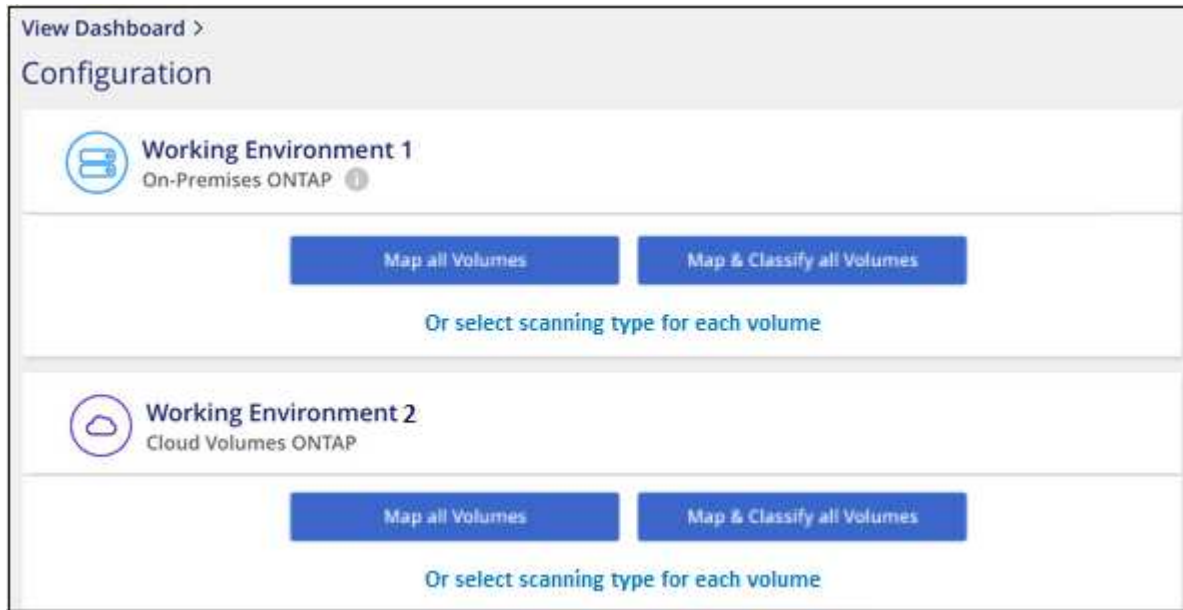 View Dashboard >
Configuration
Working Environment 1
On-Premises ONTAP i
Map all Volumes Map & Classify all Volumes
Or select scanning type for each volume
Working Environment 2
Cloud Volumes ONTAP
Map all Volumes Map & Classify all Volumes
Or select scanning type for each volume